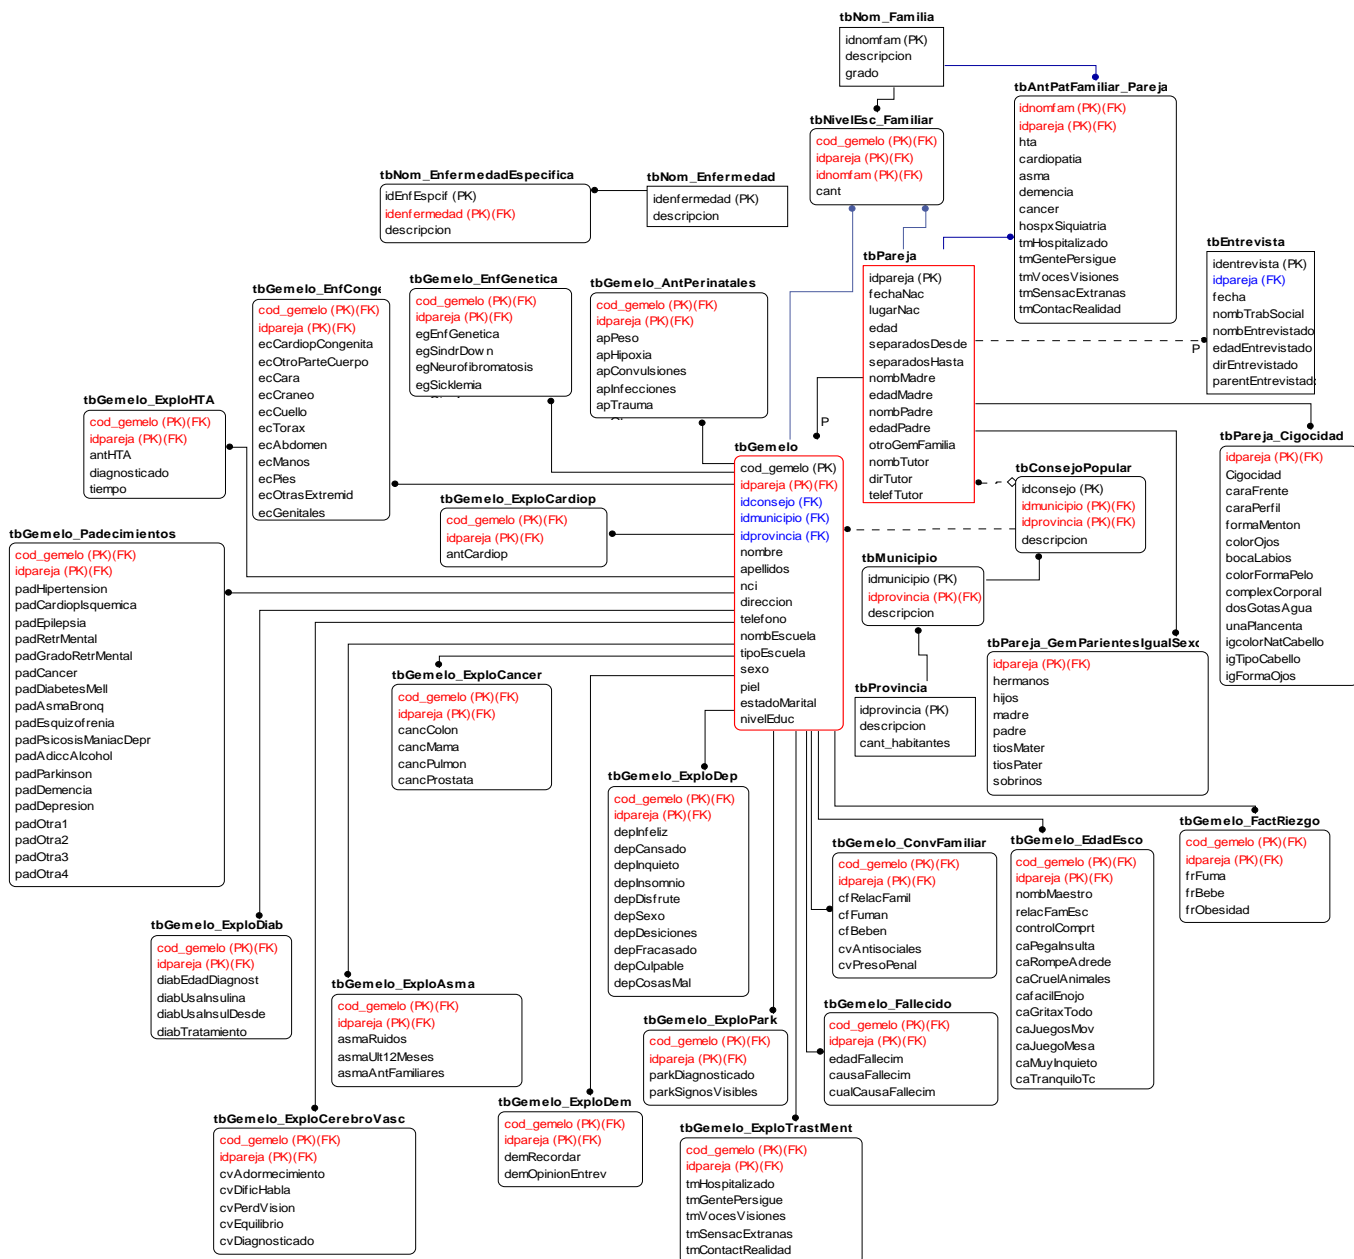 tbNom_Familia
idnomfam (PK)
descripcion
grado
tbAntPatFamiliar_Pareja
idnomfam (PK)(FK)
idpareja (PK)(FK)
hta
cardiopatia
asma
demencia
cancer
hospxSiquiatria
tmHospitalizado
tmGentePersigue
tmVocesVisiones
tmSensacExtranas
tmContacRealidad
tbNivelEsc_Familiar
cod_gemelo (PK)(FK)
idpareja (PK)(FK)
idnomfam (PK)(FK)
cant
tbNom_EnfermedadEspecifica
idEnfEspcif (PK)
idenfermedad (PK)(FK)
descripcion
tbNom_Enfermedad
idenfermedad (PK)
descripcion
tbPareja
idpareja (PK)
fechaNac
lugarNac
edad
separadosDesde
separadosHasta
nombMadre
edadMadre
nombPadre
edadPadre
otroGemFamilia
nombTutor
dirTutor
telefTutor
tbEntrevista
identrevista (PK)
idpareja (FK)
fecha
nombTrabSocial
nombEntrevistado
edadEntrevistado
dirEntrevistado
parentEntrevistad
P
P
tbGemelo_EnfConge
cod_gemelo (PK)(FK)
idpareja (PK)(FK)
ecCardiopCongenita
ecOtroParteCuerpo
ecCara
ecCraneo
ecCuello
ecTorax
ecAbdomen
ecManos
ecPies
ecOtrasExtremid
ecGenitales
tbGemelo_EnfGenetica
cod_gemelo (PK)(FK)
idpareja (PK)(FK)
egEnfGenetica
egSindrDown
egNeurofibromatosis
egSicklemia
tbGemelo_AntPerinatales
cod_gemelo (PK)(FK)
idpareja (PK)(FK)
apPeso
apHipoxia
apConvulsiones
apInfecciones
apTrauma
tbGemelo_ExploHTA
cod_gemelo (PK)(FK)
idpareja (PK)(FK)
antHTA
diagnosticado
tiempo
tbGemelo
cod_gemelo (PK)
idpareja (PK)(FK)
idconsejo (FK)
idmunicipio (FK)
idprovincia (FK)
nombre
apellidos
nci
direccion
telefono
nombEscuela
tipoEscuela
sexo
piel
estadoMarital
nivelEduc
tbPareja_Cigocidad
idpareja (PK)(FK)
Cigocidad
caraFrente
caraPerfil
formaMenton
colorOjos
bocaLabios
colorFormaPelo
complexCorporal
dosGotasAgua
unaPlancenta
igcolorNatCabello
igTipoCabello
igFormaOjos
tbConsejoPopular
idconsejo (PK)
idmunicipio (PK)(FK)
idprovincia (PK)(FK)
descripcion
tbGemelo_ExploCardiop
cod_gemelo (PK)(FK)
idpareja (PK)(FK)
antCardiop
tbGemelo_Padecimientos
cod_gemelo (PK)(FK)
idpareja (PK)(FK)
padHipertension
padCardiopIsquemica
padEpilepsia
padRetrMental
padGradoRetrMental
padCancer
padDiabetesMell
padAsmaBronq
padEsquizofrenia
padPsicosisManiacDepr
padAdiccAlcohol
padParkinson
padDemencia
padDepresion
padOtra1
padOtra2
padOtra3
padOtra4
tbMunicipio
idmunicipio (PK)
idprovincia (PK)(FK)
descripcion
tbPareja_GemParientesIgualSexo
idpareja (PK)(FK)
hermanos
hijos
madre
padre
tiosMater
tiosPater
sobrinos
tbProvincia
idprovincia (PK)
descripcion
cant_habitantes
tbGemelo_ExploCancer
cod_gemelo (PK)(FK)
idpareja (PK)(FK)
cancColon
cancMama
cancPulmon
cancProstata
tbGemelo_ExploDep
cod_gemelo (PK)(FK)
idpareja (PK)(FK)
depInfeliz
depCansado
depInquieto
depInsomnio
depDisfrute
depSexo
depDesiciones
depFracasado
depCulpable
depCosasMal
tbGemelo_FactRiezgo
cod_gemelo (PK)(FK)
idpareja (PK)(FK)
frFuma
frBebe
frObesidad
tbGemelo_ConvFamiliar
cod_gemelo (PK)(FK)
idpareja (PK)(FK)
cfRelacFamil
cfFuman
cfBeben
cvAntisociales
cvPresoPenal
tbGemelo_EdadEsco
cod_gemelo (PK)(FK)
idpareja (PK)(FK)
nombMaestro
relacFamEsc
controlComprt
caPegaInsulta
caRompeAdrede
caCruelAnimales
cafacilEnojo
caGritaxTodo
caJuegosMov
caJuegoMesa
caMuyInquieto
caTranquiloTc
tbGemelo_ExploDiab
cod_gemelo (PK)(FK)
idpareja (PK)(FK)
diabEdadDiagnost
diabUsaInsulina
diabUsaInsulDesde
diabTratamiento
tbGemelo_ExploAsma
cod_gemelo (PK)(FK)
idpareja (PK)(FK)
asmaRuidos
asmaUlt12Meses
asmaAntFamiliares
tbGemelo_ExploPark
cod_gemelo (PK)(FK)
idpareja (PK)(FK)
parkDiagnosticado
parkSignosVisibles
tbGemelo_Fallecido
cod_gemelo (PK)(FK)
idpareja (PK)(FK)
edadFallecim
causaFallecim
cualCausaFallecim
tbGemelo_ExploDem
cod_gemelo (PK)(FK)
idpareja (PK)(FK)
demRecordar
demOpinionEntrev
tbGemelo_ExploCerebroVasc
cod_gemelo (PK)(FK)
idpareja (PK)(FK)
cvAdormecimiento
cvDificHabla
cvPerdVision
cvEquilibrio
cvDiagnosticado
tbGemelo_ExploTrastMent
cod_gemelo (PK)(FK)
idpareja (PK)(FK)
tmHospitalizado
tmGentePersigue
tmVocesVisiones
tmSensacExtranas
tmContactRealidad